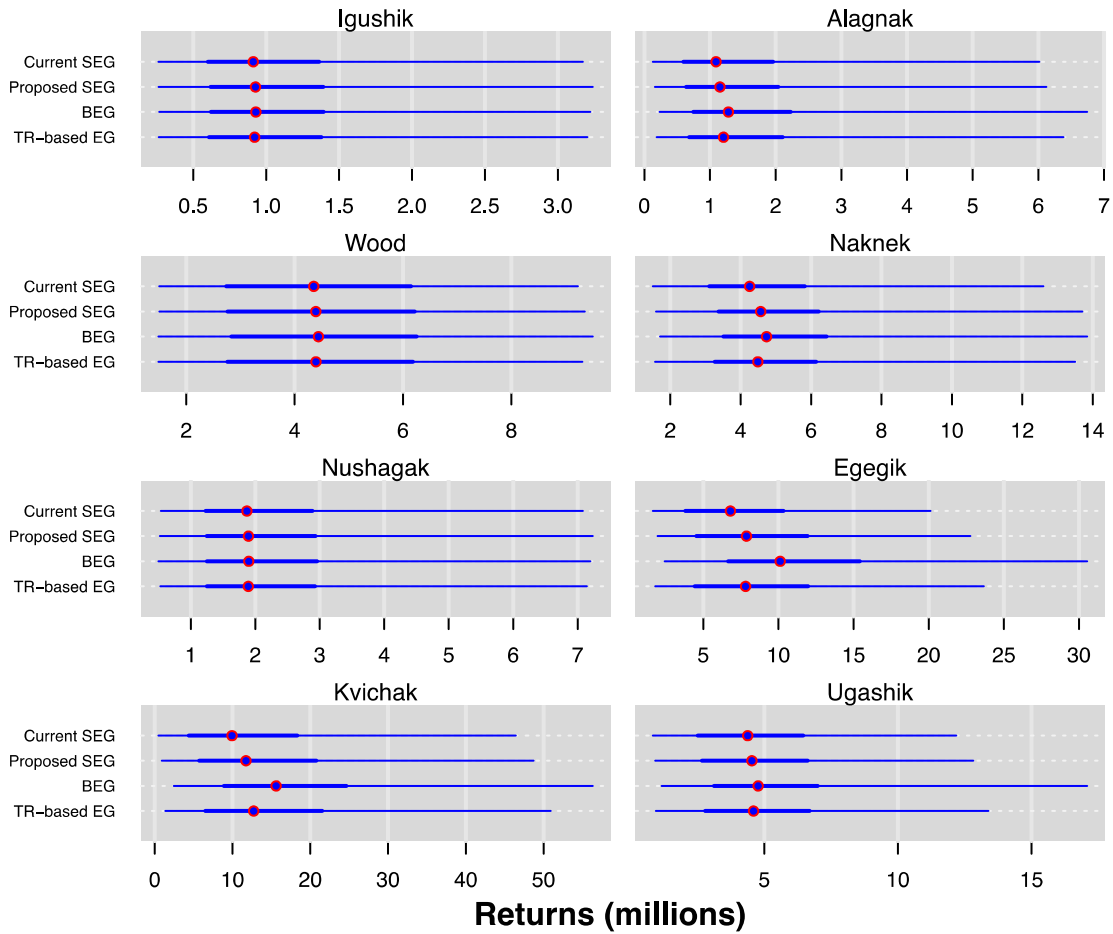 Igushik
Alagnak
Current SEG
Proposed SEG
BEG
TR−based EG
0.5 1.0 1.5 2.0 2.5 3.0
0 1 2 3 4 5 6 7
Wood
Naknek
Current SEG
Proposed SEG
BEG
TR−based EG
2 4 6 8
2 4 6 8 10 12 14
Nushagak
Egegik
Current SEG
Proposed SEG
BEG
TR−based EG
1 2 3 4 5 6 7
5 10 15 20 25 30
Kvichak
Ugashik
Current SEG
Proposed SEG
BEG
TR−based EG
0 10 20 30 40 50
5 10 15
Returns (millions)